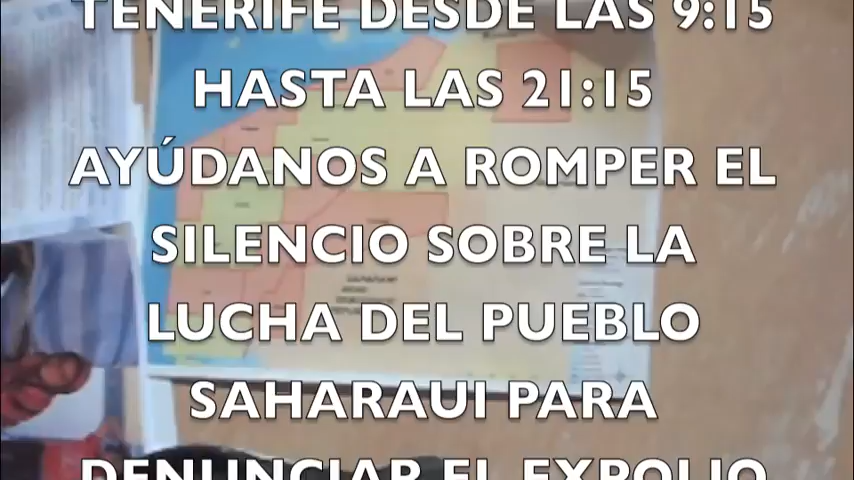 TENERIFE DESDE LAS 9:15
HASTA LAS 21:15
AYÚDANOS A ROMPER EL
SILENCIO SOBRE LA
LUCHA DEL PUEBLO
SAHARAUI PARA
DENUNCIAR EL EXPOLIO